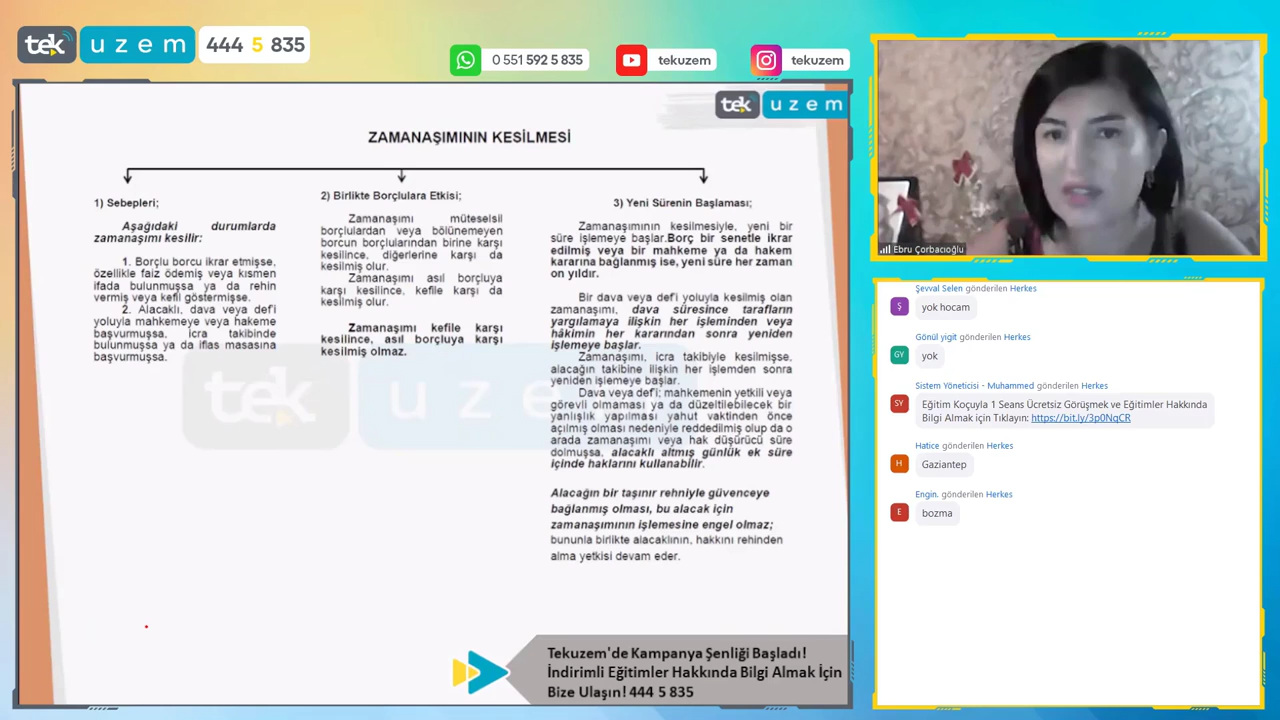 tek uzem 444 5 835
0 551 592 5 835
tekuzem
tekuzem
tek uzem
ZAMANAŞIMININ KESİLMESİ
1) Sebepleri;
Aşağıdaki durumlarda
zamanaşımı kesilir:
1. Borçlu borcu ikrar etmişse,
özellikle faiz ödemiş veya kısmen
ifada bulunmuşsa ya da rehin
vermiş veya kefil göstermişse.
2. Alacaklı, dava veya def'i
yoluyla mahkemeye veya hakeme
başvurmuşsa, icra takibinde
bulunmuşsa ya da iflas masasına
başvurmuşsa.
2) Birlikte Borçlulara Etkisi;
Zamanaşımı müteselsil
borçlulardan veya bölünemeyen
borcun borçlularından birine karşı
kesilince, diğerlerine karşı da
kesilmiş olur.
Zamanaşımı asıl borçluya
karşı kesilince, kefile karşı da
kesilmiş olur.
Zamanaşımı kefile karşı
kesilince, asıl borçluya karşı
kesilmiş olmaz.
3) Yeni Sürenin Başlaması;
Zamanaşımının kesilmesiyle, yeni bir
süre işlemeye başlar.Borç bir senetle ikrar
edilmiş veya bir mahkeme ya da hakem
kararına bağlanmış ise, yeni süre her zaman
on yıldır.
Bir dava veya def'i yoluyla kesilmiş olan
zamanaşımı, dava süresince tarafların
yargılamaya ilişkin her işleminden veya
hâkimin her kararından sonra yeniden
işlemeye başlar.
Zamanaşımı, icra takibiyle kesilmişse,
alacağın takibine ilişkin her işlemden sonra
yeniden işlemeye başlar.
Dava veya def'i; mahkemenin yetkili veya
görevli olmaması ya da düzeltilebilecek bir
yanlışlık yapılması yahut vaktinden önce
açılmış olması nedeniyle reddedilmiş olup da o
arada zamanaşımı veya hak düşürücü süre
dolmuşsa, alacaklı altmış günlük ek süre
içinde haklarını kullanabilir.
Alacağın bir taşınır rehniyle güvenceye
bağlanmış olması, bu alacak için
zamanaşımının işlemesine engel olmaz;
bununla birlikte alacaklının, hakkını rehinden
alma yetkisi devam eder.
tek uzem
Tekuzem'de Kampanya Şenliği Başladı!
İndirimli Eğitimler Hakkında Bilgi Almak İçin
Bize Ulaşın! 444 5 835
Ebru Çorbacıoğlu
Şevval Selen gönderilen Herkes
Ş
yok hocam
Gönül yigit gönderilen Herkes
GY
yok
Sistem Yöneticisi - Muhammed gönderilen Herkes
SY
Eğitim Koçuyla 1 Seans Ücretsiz Görüşmek ve Eğitimler Hakkında
Bilgi Almak için Tıklayın: https://bit.ly/3p0NqCR
Hatice gönderilen Herkes
H
Gaziantep
Engin. gönderilen Herkes
E
bozma